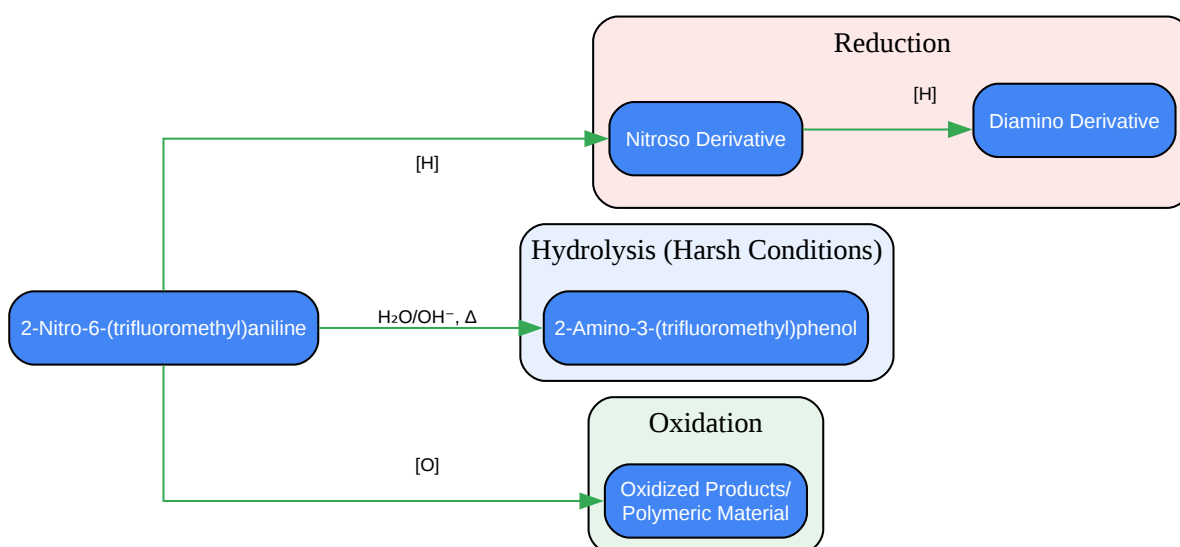 Reduction
[H]
Nitroso Derivative
Diamino Derivative
[H]
Hydrolysis (Harsh Conditions)
2-Nitro-6-(trifluoromethyl)aniline
H₂O/OH⁻, Δ
2-Amino-3-(trifluoromethyl)phenol
Oxidation
[O]
Oxidized Products/
Polymeric Material